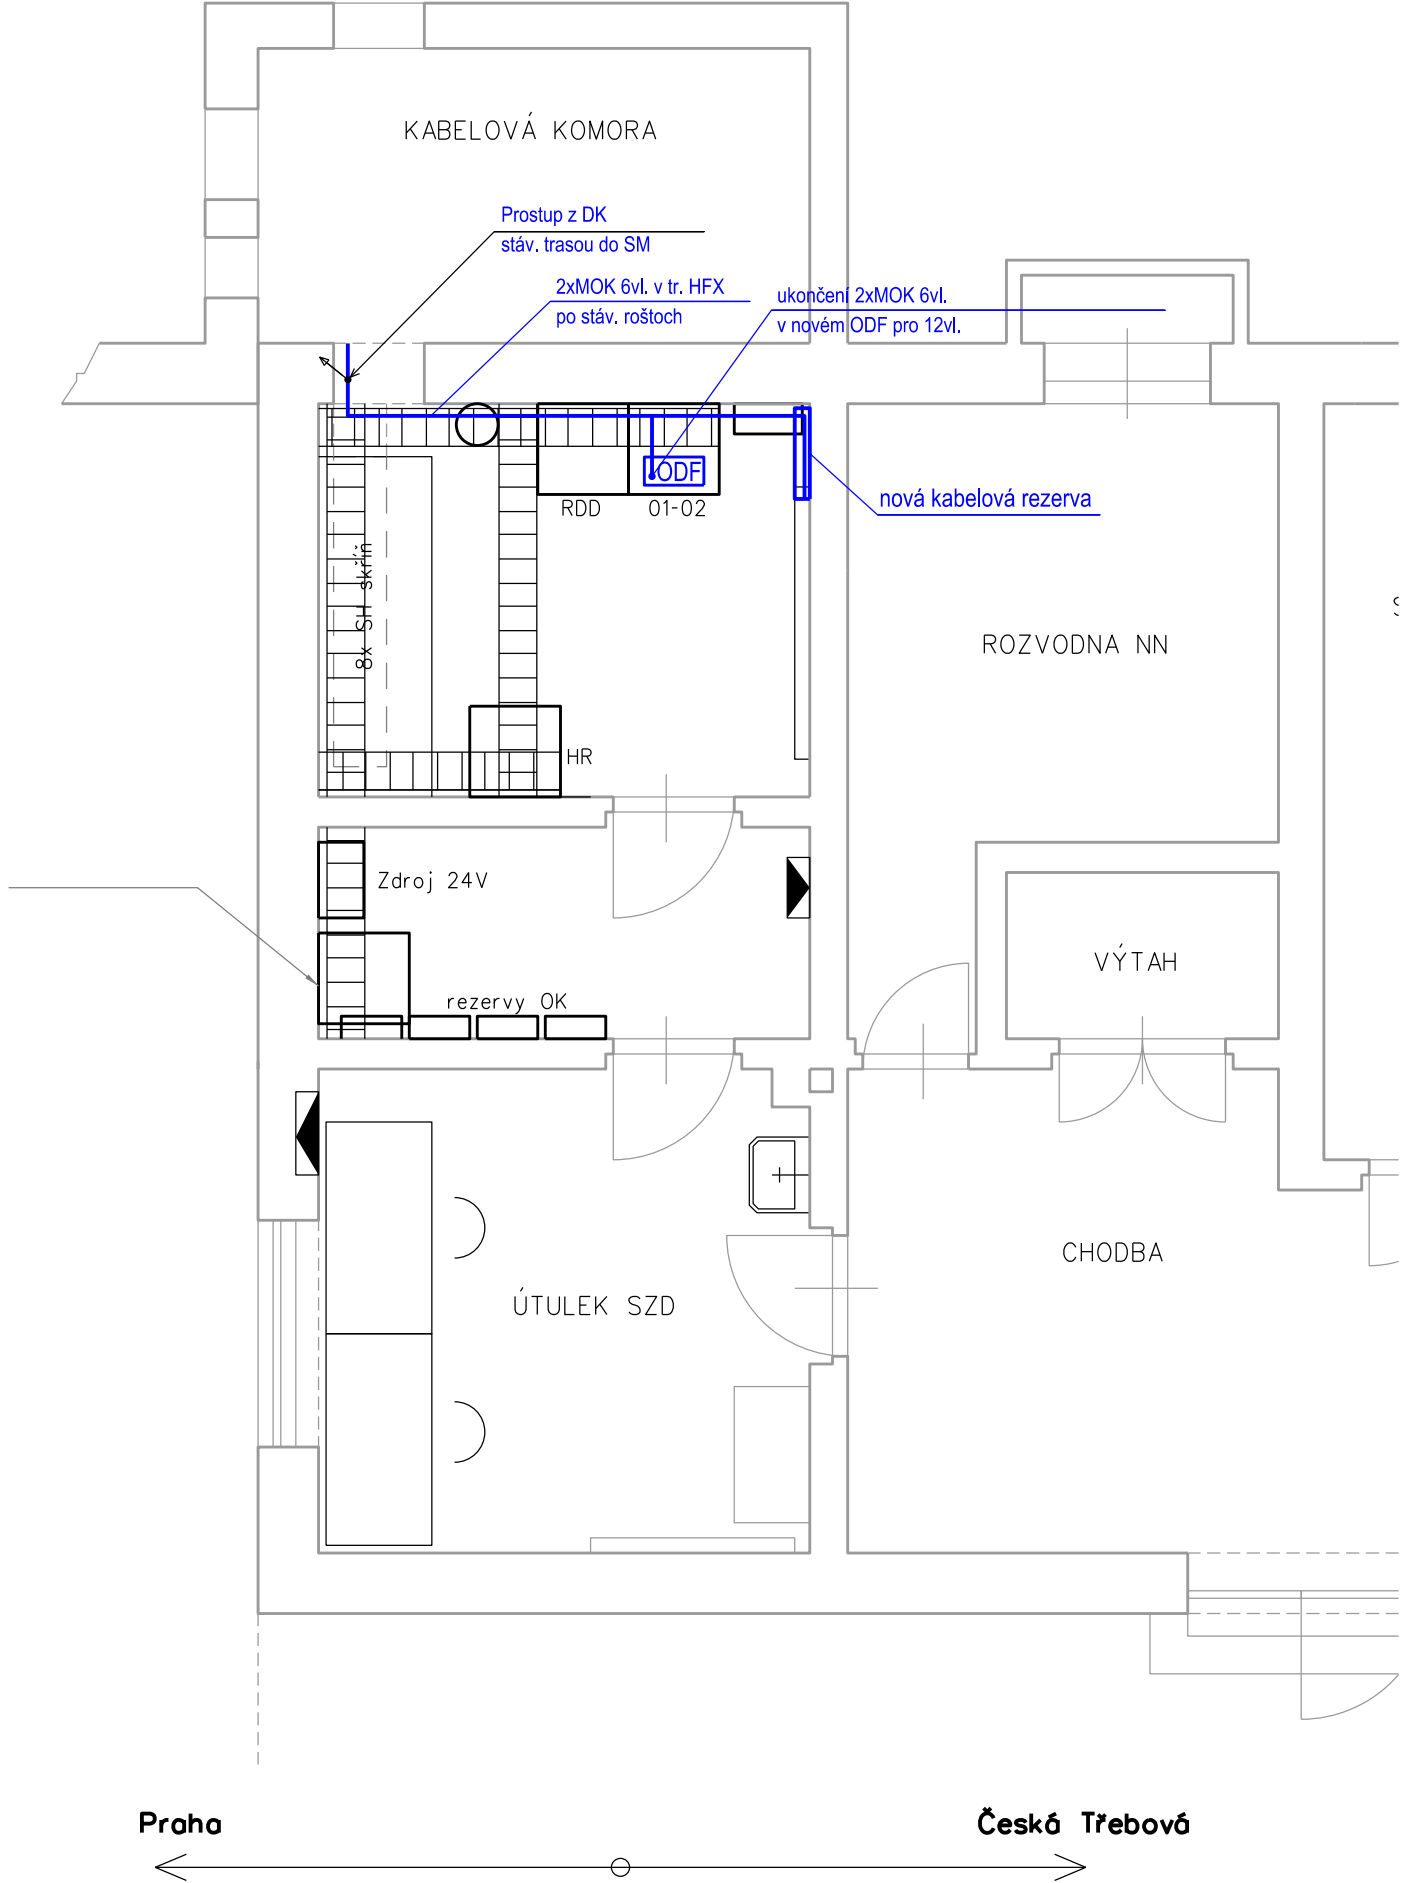 KABELOVÁ KOMORA
Prostup z DK
stáv. trasou do SM
2xMOK 6vl. v tr. HFX
po stáv. roštoch
ukončení 2xMOK 6vl.
v novém ODF pro 12vl.
ODF
nová kabelová rezerva
RDD
01-02
8x SH skříň
ROZVODNA NN
HR
Zdroj 24V
VÝTAH
rezervy OK
CHODBA
ÚTULEK SZD
Praha
Česká Třebová